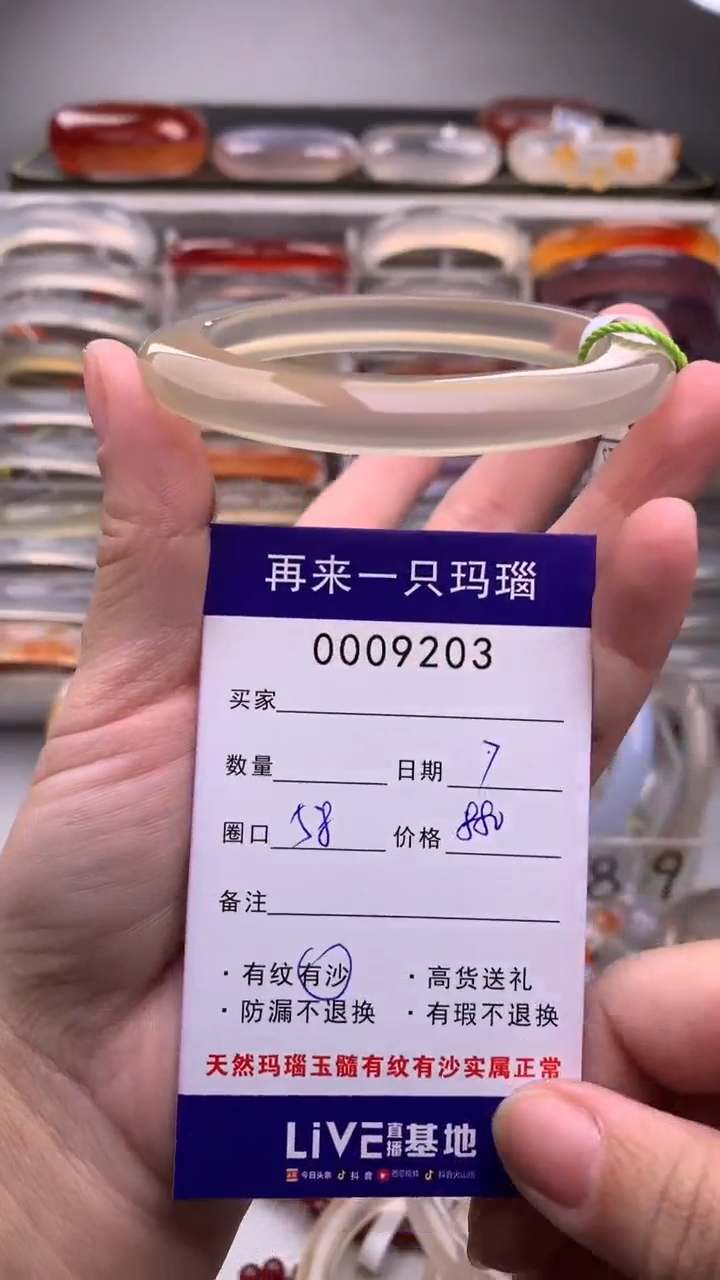 再来一只玛瑙
0009203
买家
数量 日期 7
圈口 58 价格 880
备注
·有纹有沙 ·高货送礼
·防漏不退换 ·有瑕不退换
天然玛瑙玉髓有纹有沙实属正常
LiVE直播基地
今日头条 抖音 西瓜视频 抖音火山版
8 9